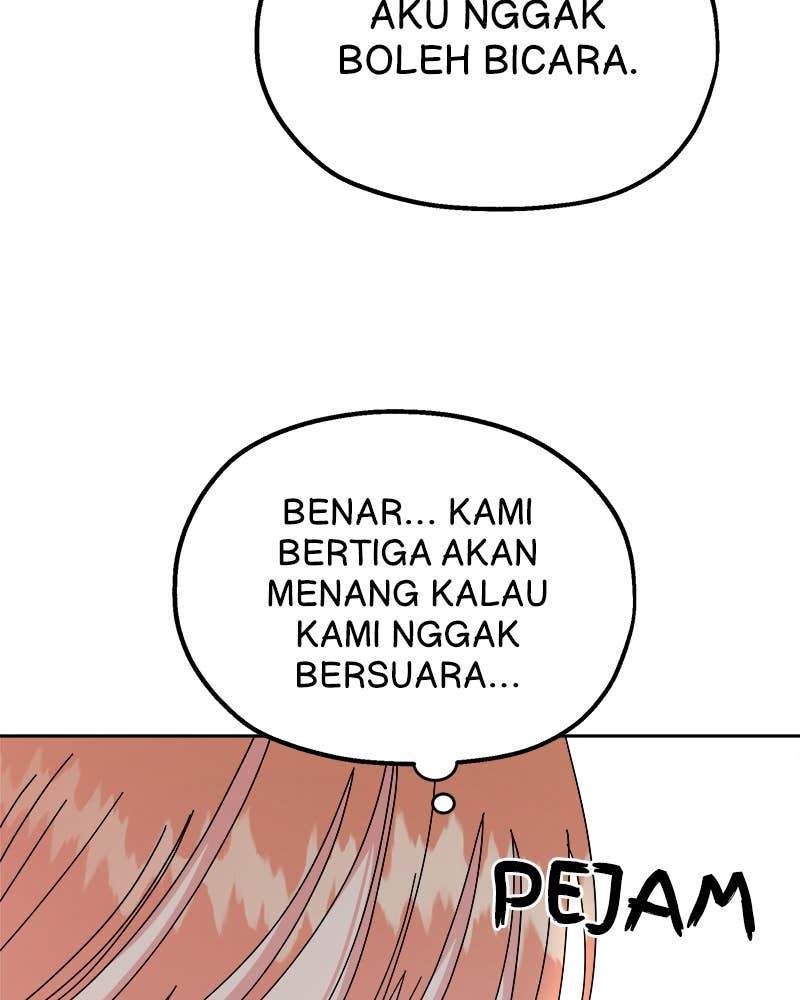 AKU NGGAK
BOLEH BICARA.
BENAR... KAMI
BERTIGA AKAN
MENANG KALAU
KAMI NGGAK
BERSUARA...
PEJAM